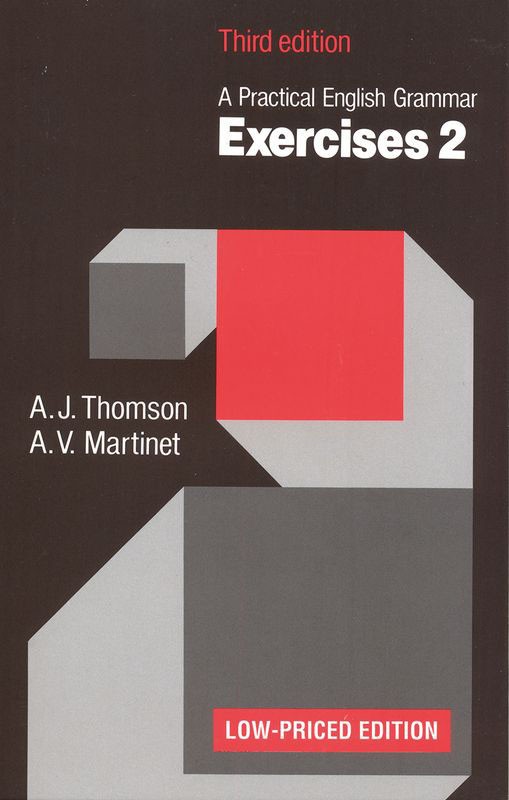 Third edition
A Practical English Grammar
Exercises 2
A.J. Thomson
A.V. Martinet
LOW-PRICED EDITION